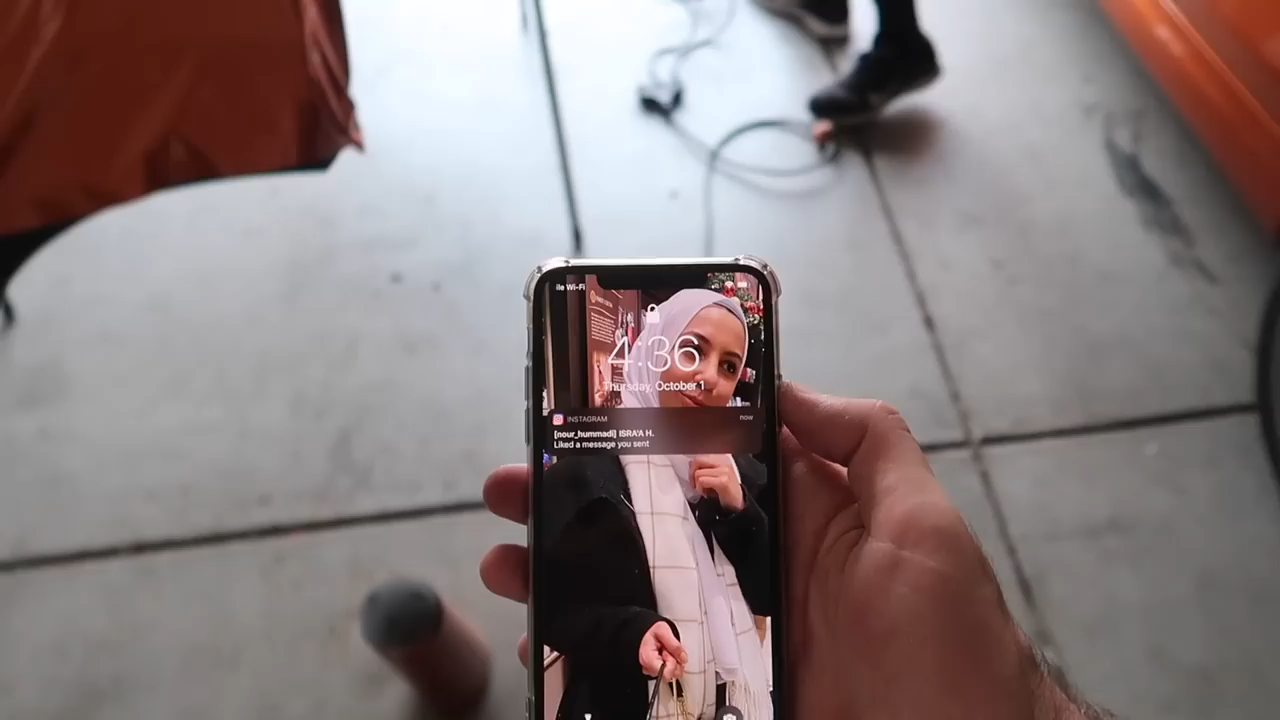 ile Wi-Fi
4:36
Thursday, October 1
INSTAGRAM now
[nour_hummadi] ISRA'A H.
Liked a message you sent